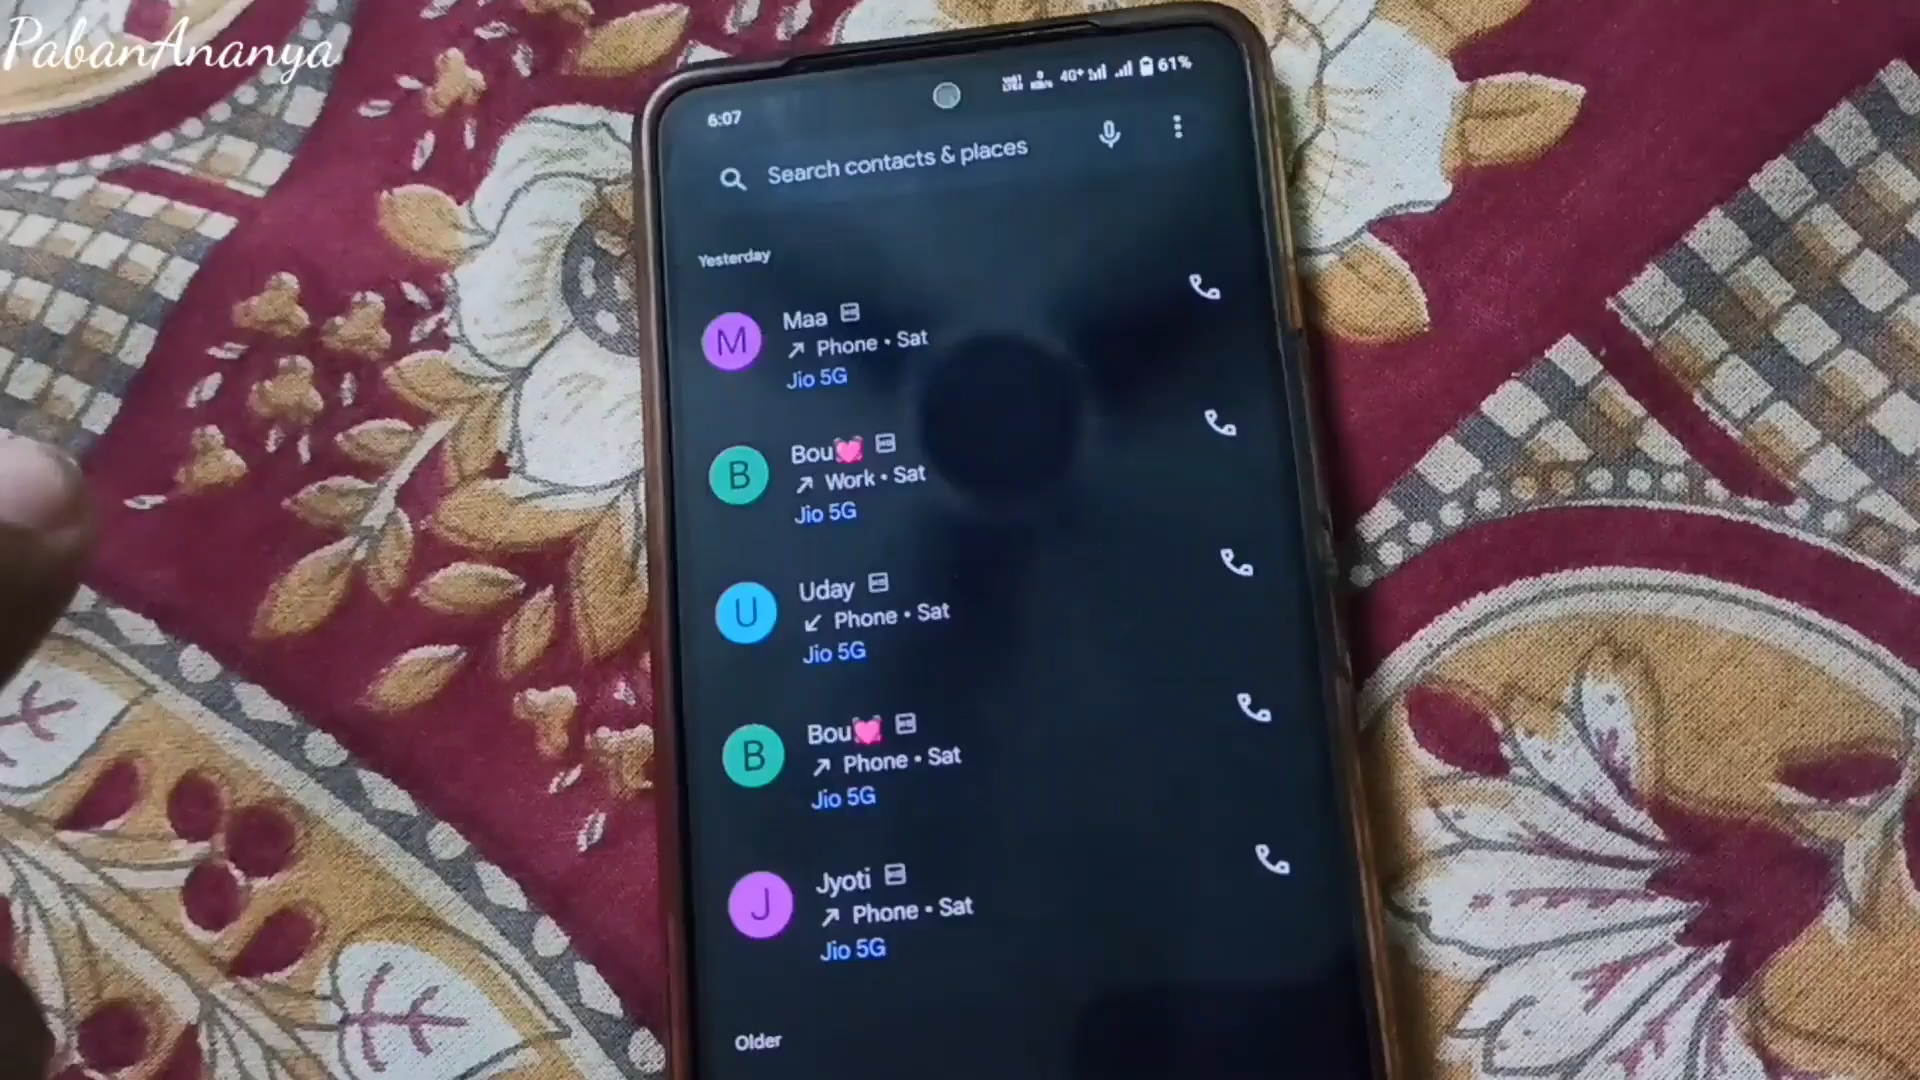 PabanAnanya
6:07
4G+ 61%
Search contacts & places
Yesterday
M
Maa
Phone • Sat
Jio 5G
B
Bou💓
Work • Sat
Jio 5G
U
Uday
Phone • Sat
Jio 5G
B
Bou💓
Phone • Sat
Jio 5G
J
Jyoti
Phone • Sat
Jio 5G
Older